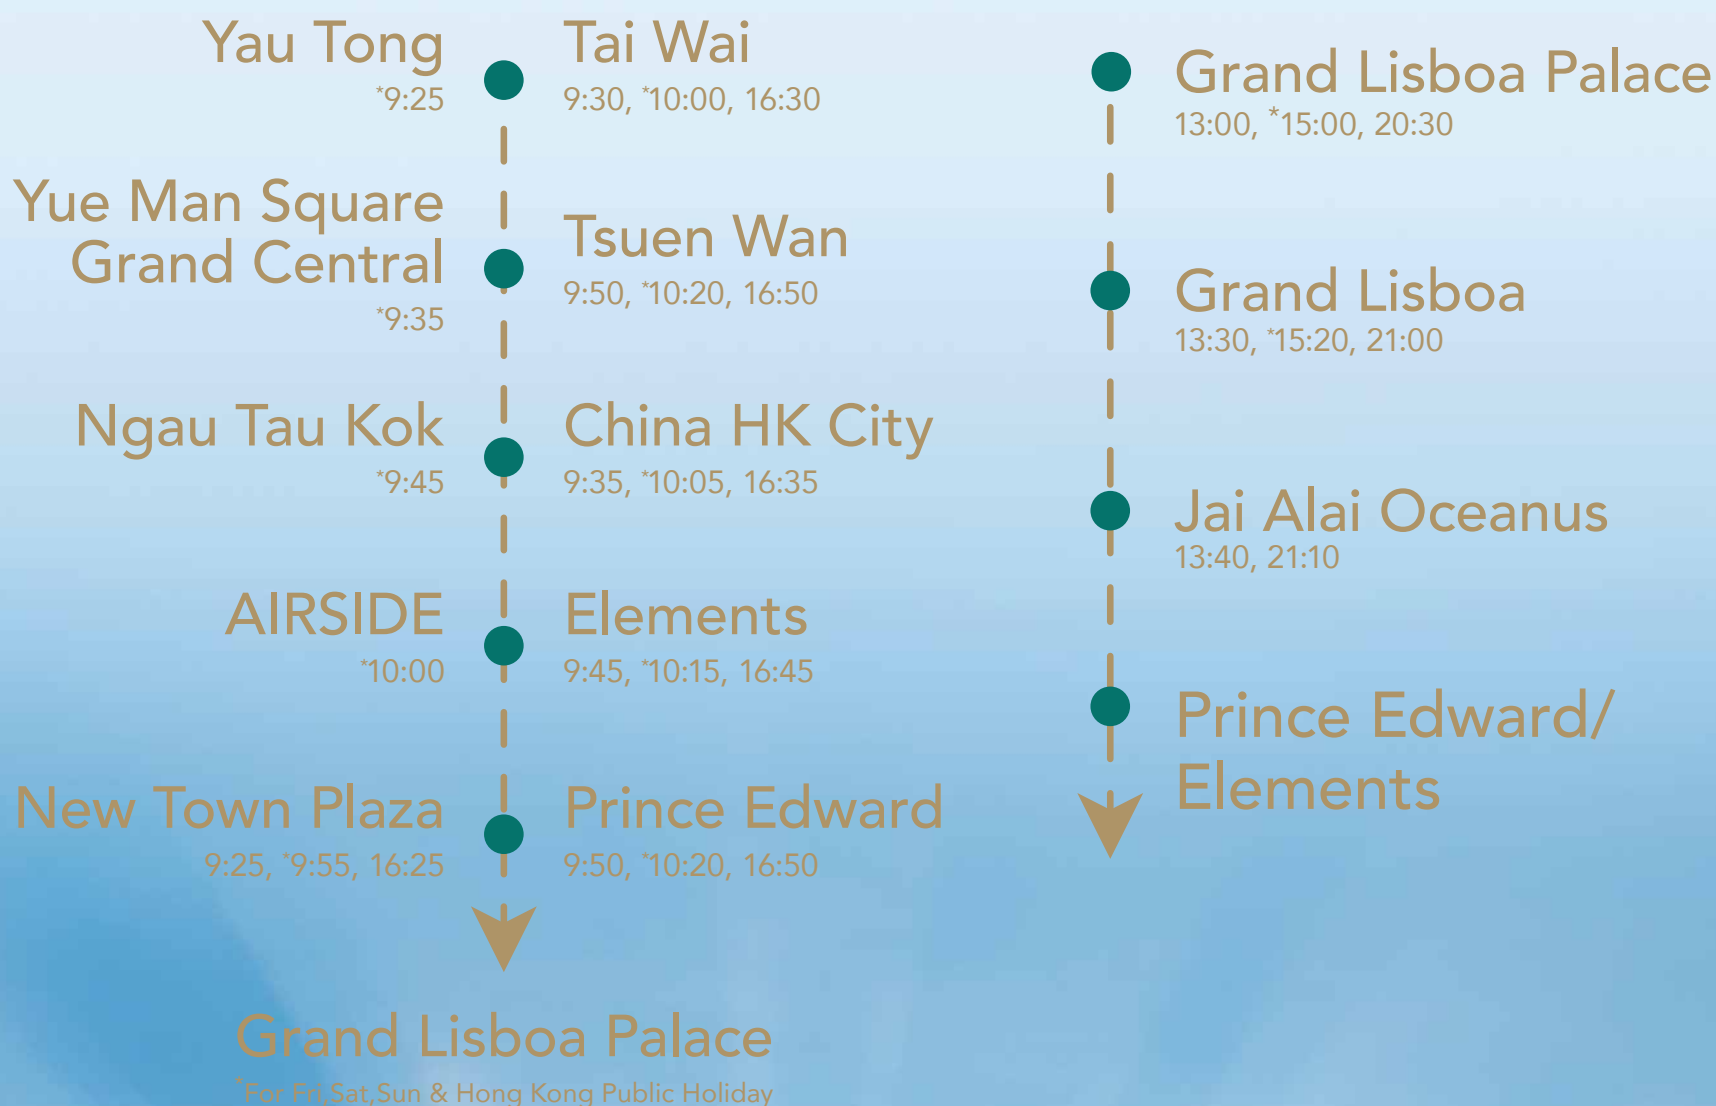 Yau Tong
*9:25
Yue Man Square
Grand Central
*9:35
Ngau Tau Kok
*9:45
AIRSIDE
*10:00
New Town Plaza
9:25, *9:55, 16:25
Tai Wai
9:30, *10:00, 16:30
Tsuen Wan
9:50, *10:20, 16:50
China HK City
9:35, *10:05, 16:35
Elements
9:45, *10:15, 16:45
Prince Edward
9:50, *10:20, 16:50
Grand Lisboa Palace
*For Fri,Sat,Sun & Hong Kong Public Holiday
Grand Lisboa Palace
13:00, *15:00, 20:30
Grand Lisboa
13:30, *15:20, 21:00
Jai Alai Oceanus
13:40, 21:10
Prince Edward/
Elements